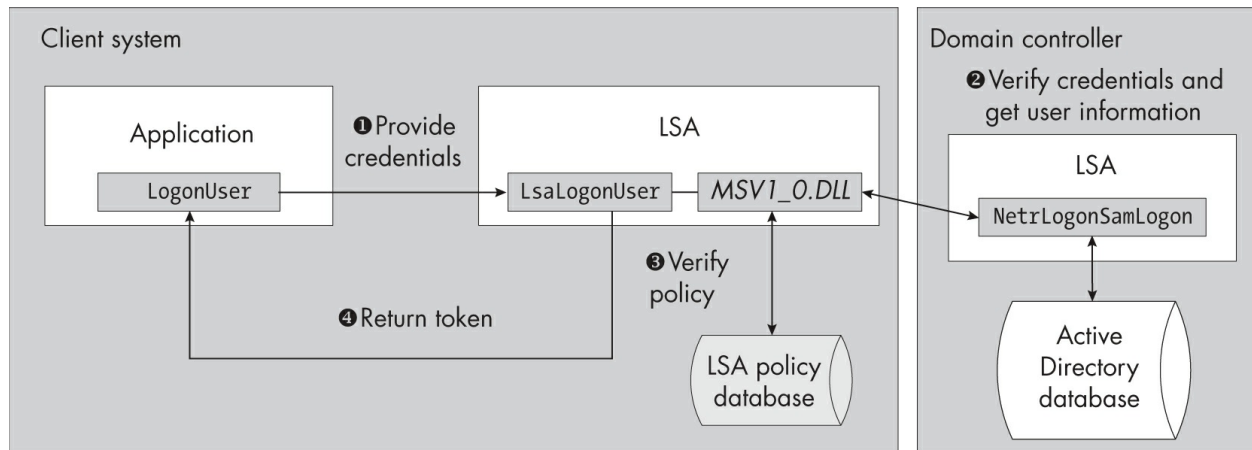 Client system
Application
LogonUser
❶ Provide
credentials
LSA
LsaLogonUser
MSV1_0.DLL
❸ Verify
policy
❹ Return token
LSA policy
database
Domain controller
❷ Verify credentials and
get user information
LSA
NetrLogonSamLogon
Active
Directory
database